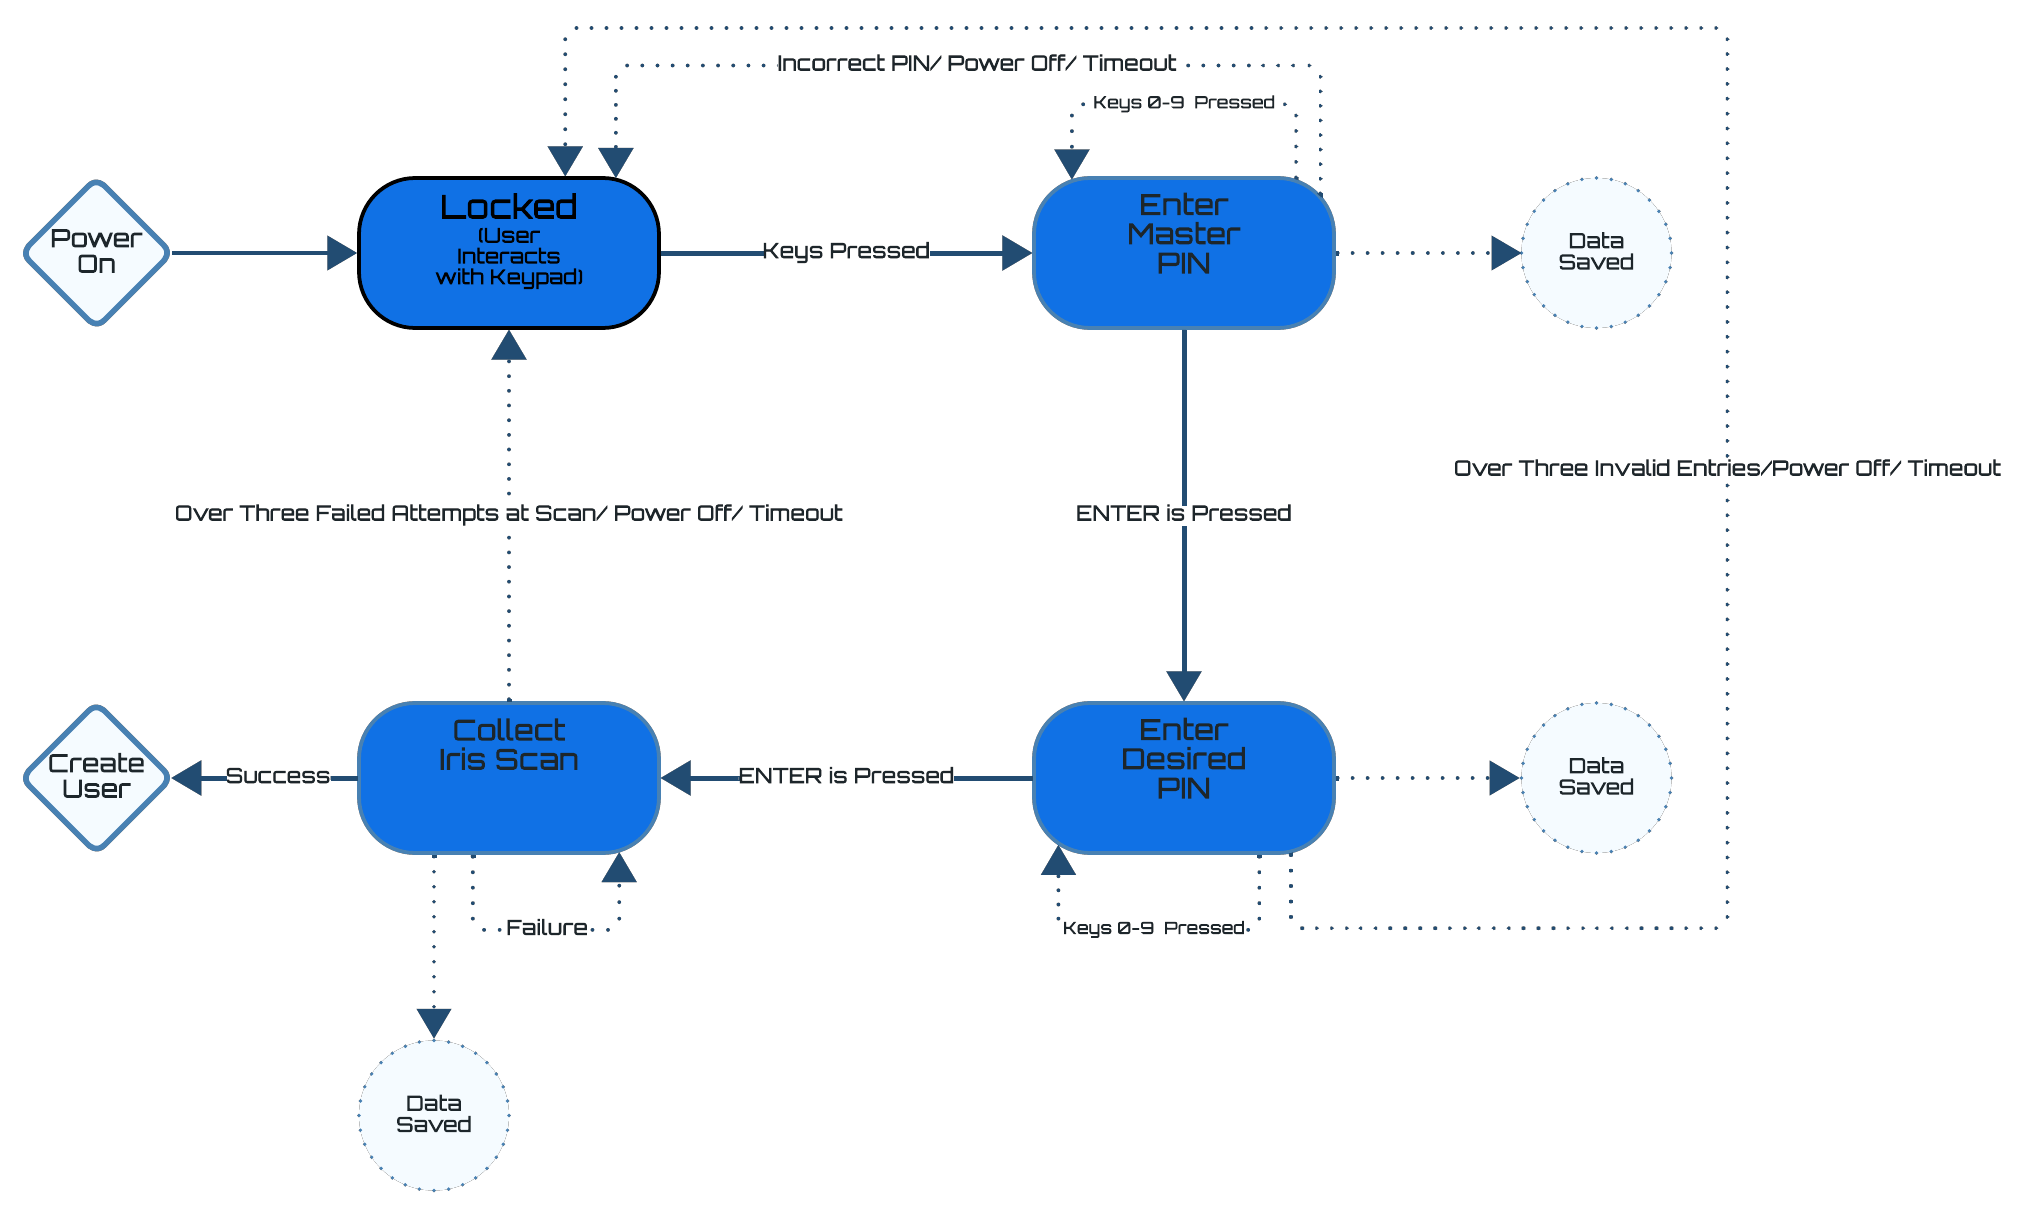 Incorrect PIN/ Power Off/ Timeout
Keys 0-9 Pressed
Power
On
Locked
(User
Interacts
with Keypad)
Keys Pressed
Enter
Master
PIN
Data
Saved
Over Three Invalid Entries/Power Off/ Timeout
Over Three Failed Attempts at Scan/ Power Off/ Timeout
ENTER is Pressed
Create
User
Success
Collect
Iris Scan
ENTER is Pressed
Enter
Desired
PIN
Data
Saved
Failure
Keys 0-9 Pressed
Data
Saved